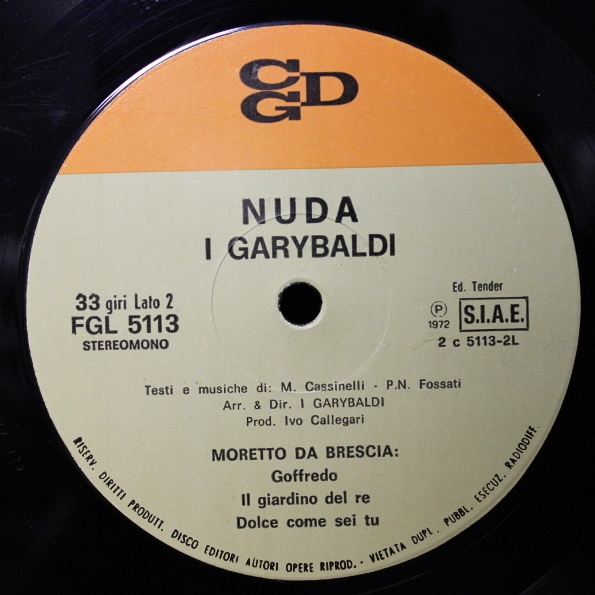 CDG
NUDA
I GARYBALDI
33 giri Lato 2
FGL 5113
STEREOMONO
Ed. Tender
Ⓟ 1972
S.I.A.E.
2 c 5113-2L
Testi e musiche di: M. Cassinelli - P.N. Fossati
Arr. & Dir. I GARYBALDI
Prod. Ivo Callegari
MORETTO DA BRESCIA:
Goffredo
Il giardino del re
Dolce come sei tu
RISERV. DIRITTI PRODUTT. DISCO EDITORI AUTORI OPERE RIPROD. - VIETATA DUPL. PUBBL. ESECUZ. RADIODIFF.